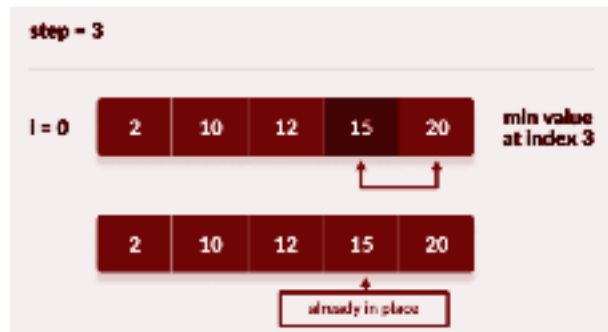 step = 3
i = 0
2 10 12 15 20
min value
at index 3
2 10 12 15 20
already in place